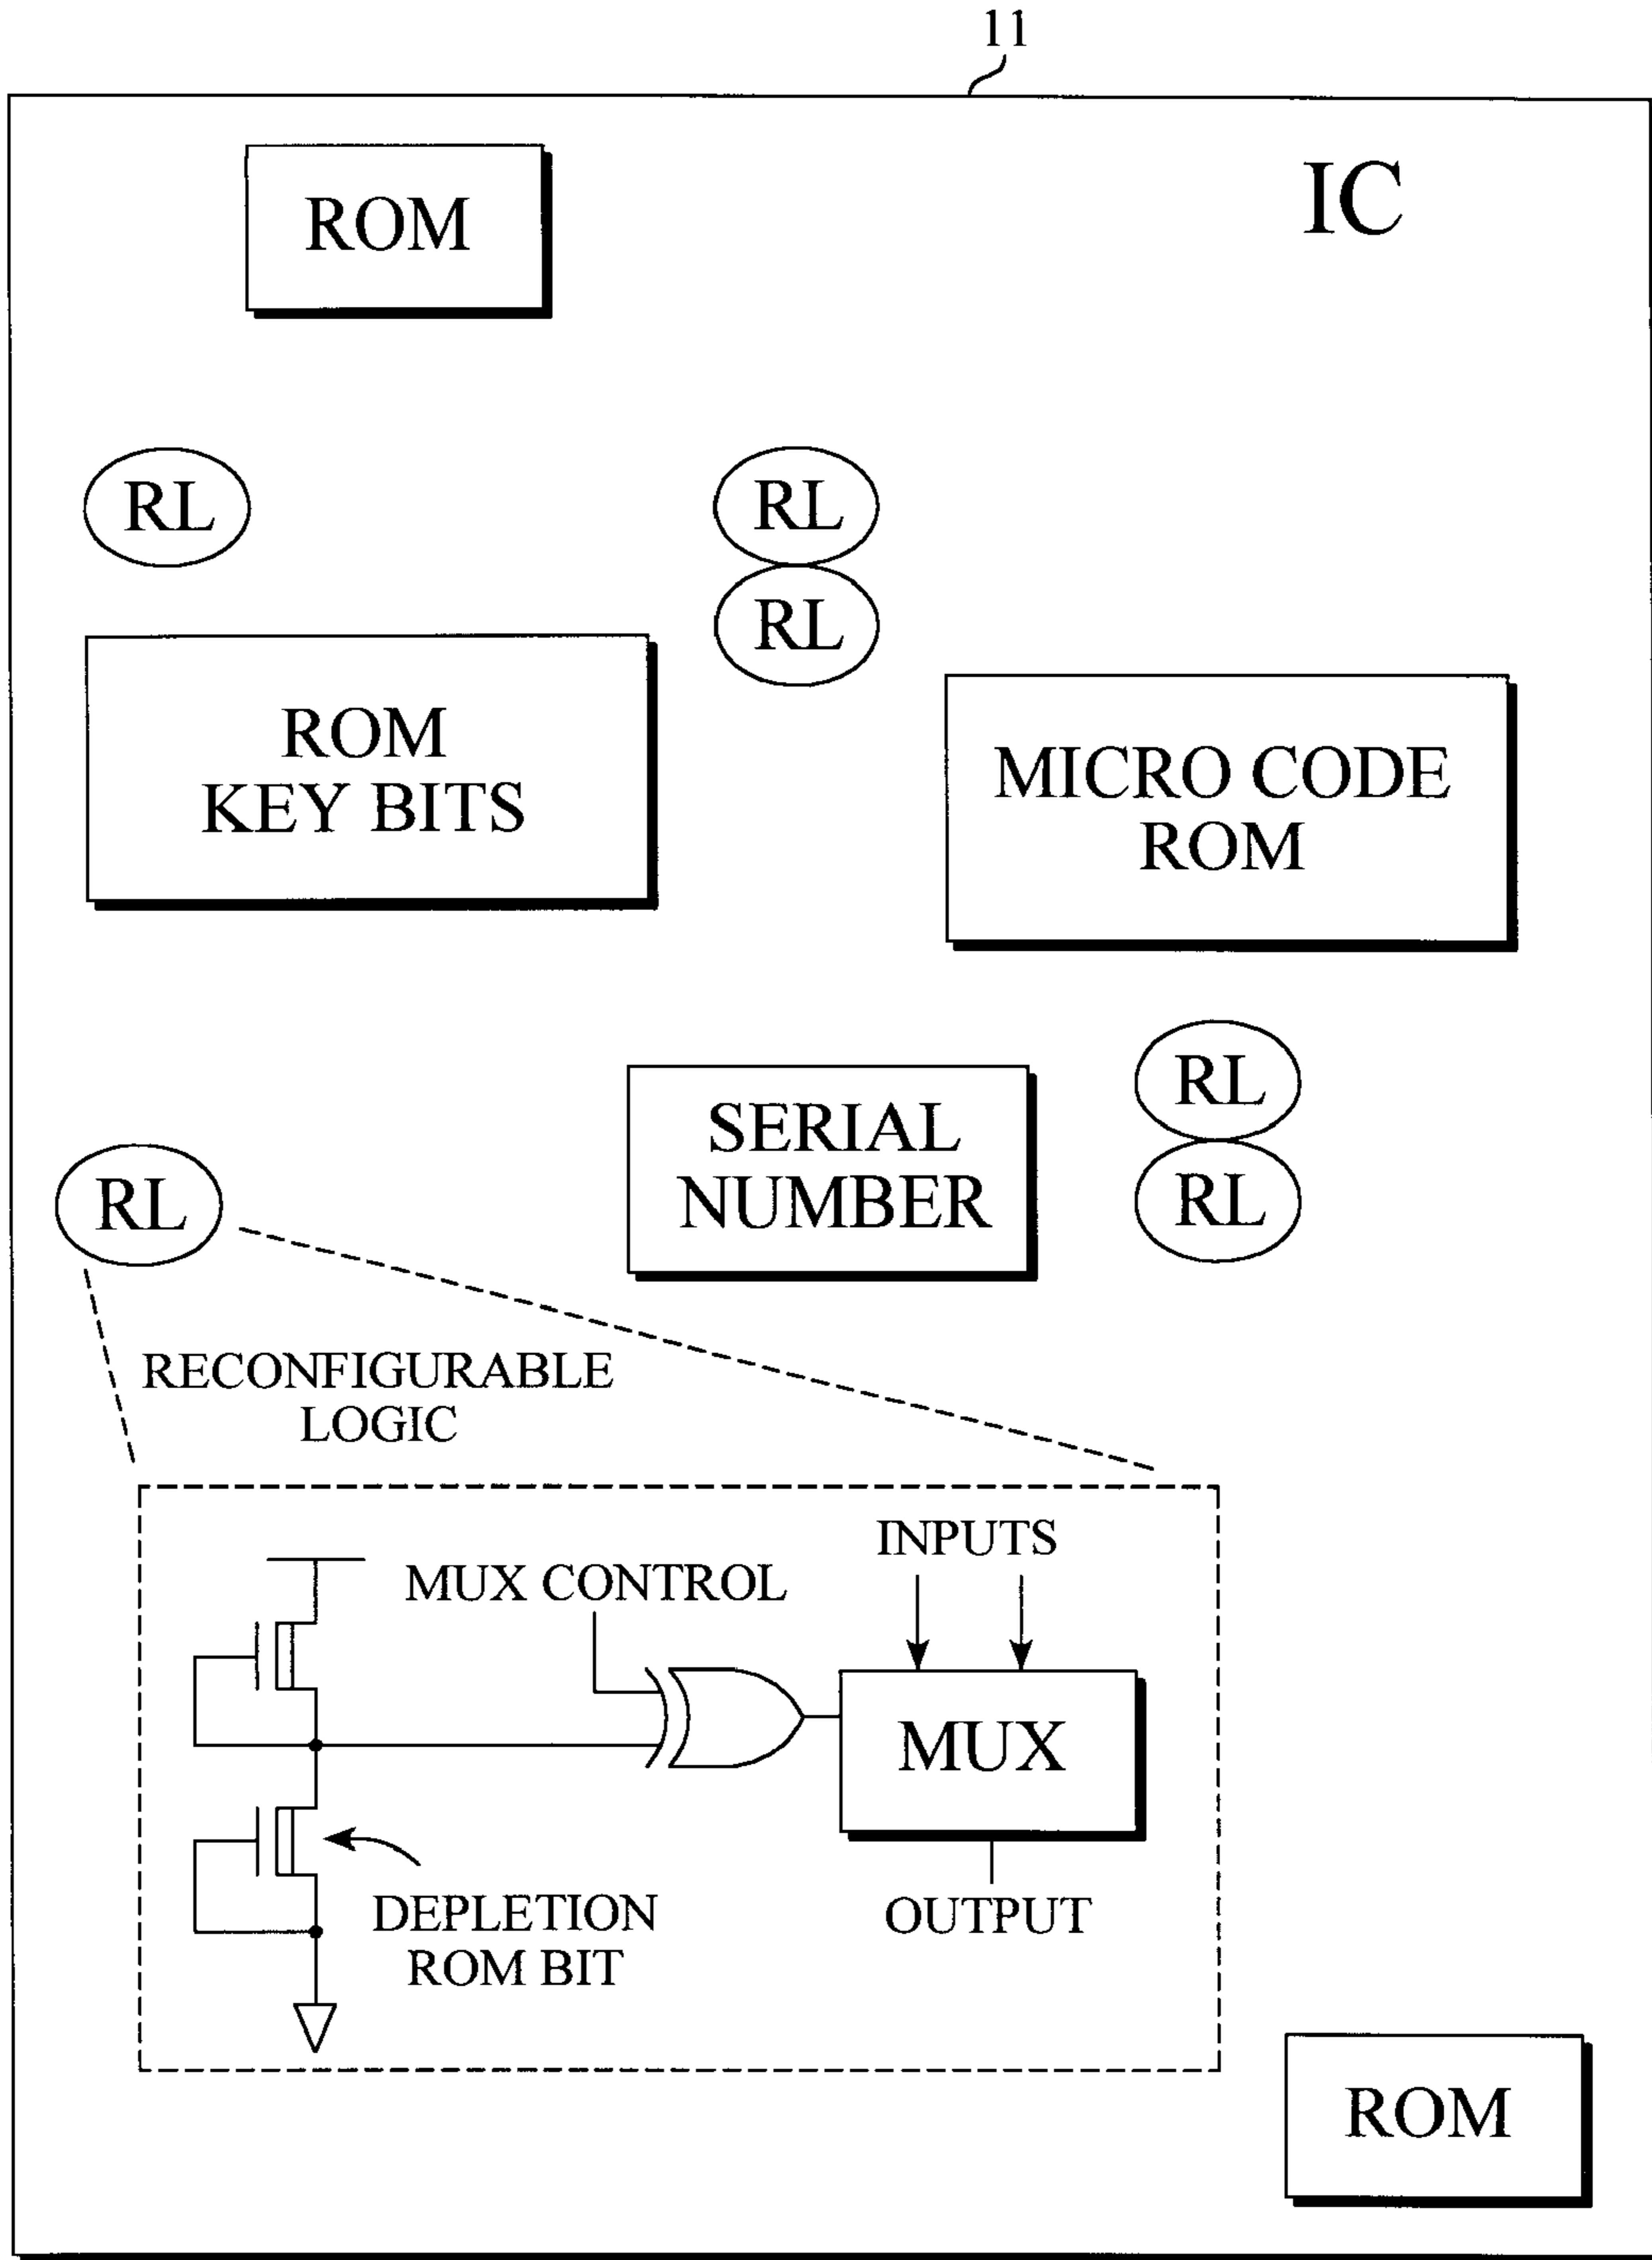 11
ROM
IC
RL
RL
RL
ROM
KEY BITS
MICRO CODE
ROM
SERIAL
NUMBER
RL
RL
RL
RECONFIGURABLE
LOGIC
INPUTS
MUX CONTROL
MUX
DEPLETION
ROM BIT
OUTPUT
ROM